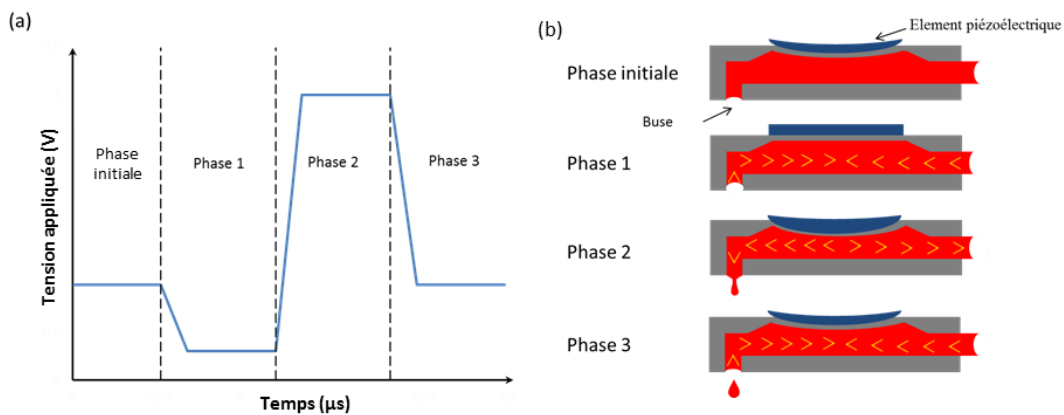 (a)
Tension appliquée (V)
Phase
initiale
Phase 1
Phase 2
Phase 3
Temps (µs)
(b)
Element piézoélectrique
Phase initiale
Buse
Phase 1
Phase 2
Phase 3